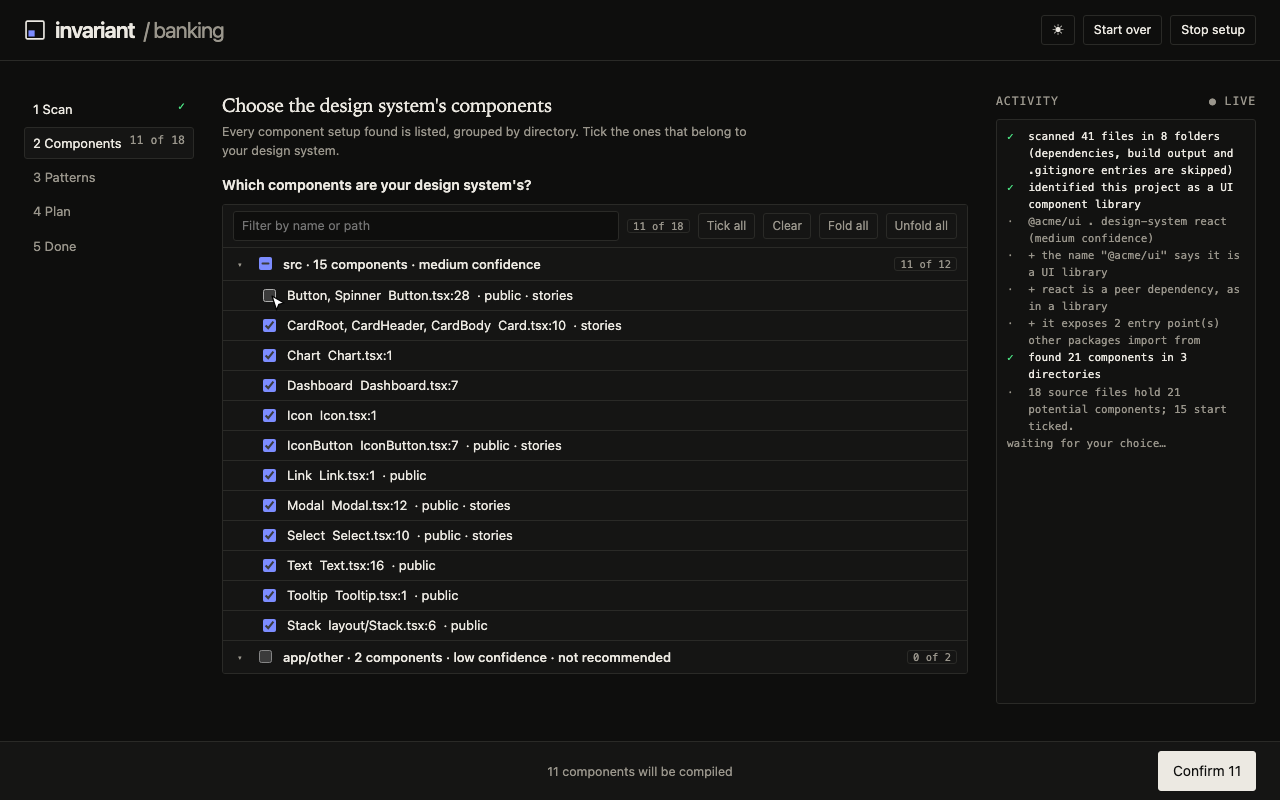 invariant / banking
Start over
Stop setup
1 Scan ✓
2 Components 11 of 18
3 Patterns
4 Plan
5 Done
Choose the design system's components
Every component setup found is listed, grouped by directory. Tick the ones that belong to
your design system.
Which components are your design system's?
Filter by name or path
11 of 18
Tick all
Clear
Fold all
Unfold all
src · 15 components · medium confidence 11 of 12
Button, Spinner Button.tsx:28 · public · stories
CardRoot, CardHeader, CardBody Card.tsx:10 · stories
Chart Chart.tsx:1
Dashboard Dashboard.tsx:7
Icon Icon.tsx:1
IconButton IconButton.tsx:7 · public · stories
Link Link.tsx:1 · public
Modal Modal.tsx:12 · public · stories
Select Select.tsx:10 · public · stories
Text Text.tsx:16 · public
Tooltip Tooltip.tsx:1 · public
Stack layout/Stack.tsx:6 · public
app/other · 2 components · low confidence · not recommended 0 of 2
ACTIVITY ● LIVE
✓ scanned 41 files in 8 folders
(dependencies, build output and
.gitignore entries are skipped)
✓ identified this project as a UI
component library
· @acme/ui . design-system react
(medium confidence)
· + the name "@acme/ui" says it is
a UI library
· + react is a peer dependency, as
in a library
· + it exposes 2 entry point(s)
other packages import from
✓ found 21 components in 3
directories
· 18 source files hold 21
potential components; 15 start
ticked.
waiting for your choice…
11 components will be compiled
Confirm 11